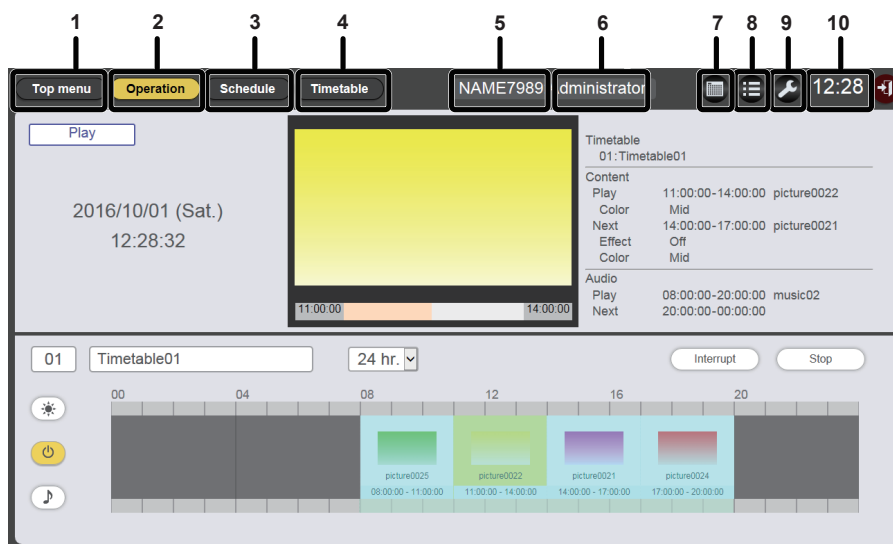 1 2 3 4 5 6 7 8 9 10
Top menu Operation Schedule Timetable NAME7989 dministrator 12:28
Play
2016/10/01 (Sat.)
12:28:32
11:00:00 14:00:00
Timetable
01:Timetable01
Content
Play 11:00:00-14:00:00 picture0022
Color Mid
Next 14:00:00-17:00:00 picture0021
Effect Off
Color Mid
Audio
Play 08:00:00-20:00:00 music02
Next 20:00:00-00:00:00
01 Timetable01 24 hr. Interrupt Stop
00 04 08 12 16 20
picture0025 picture0022 picture0021 picture0024
08:00:00 - 11:00:00 11:00:00 - 14:00:00 14:00:00 - 17:00:00 17:00:00 - 20:00:00